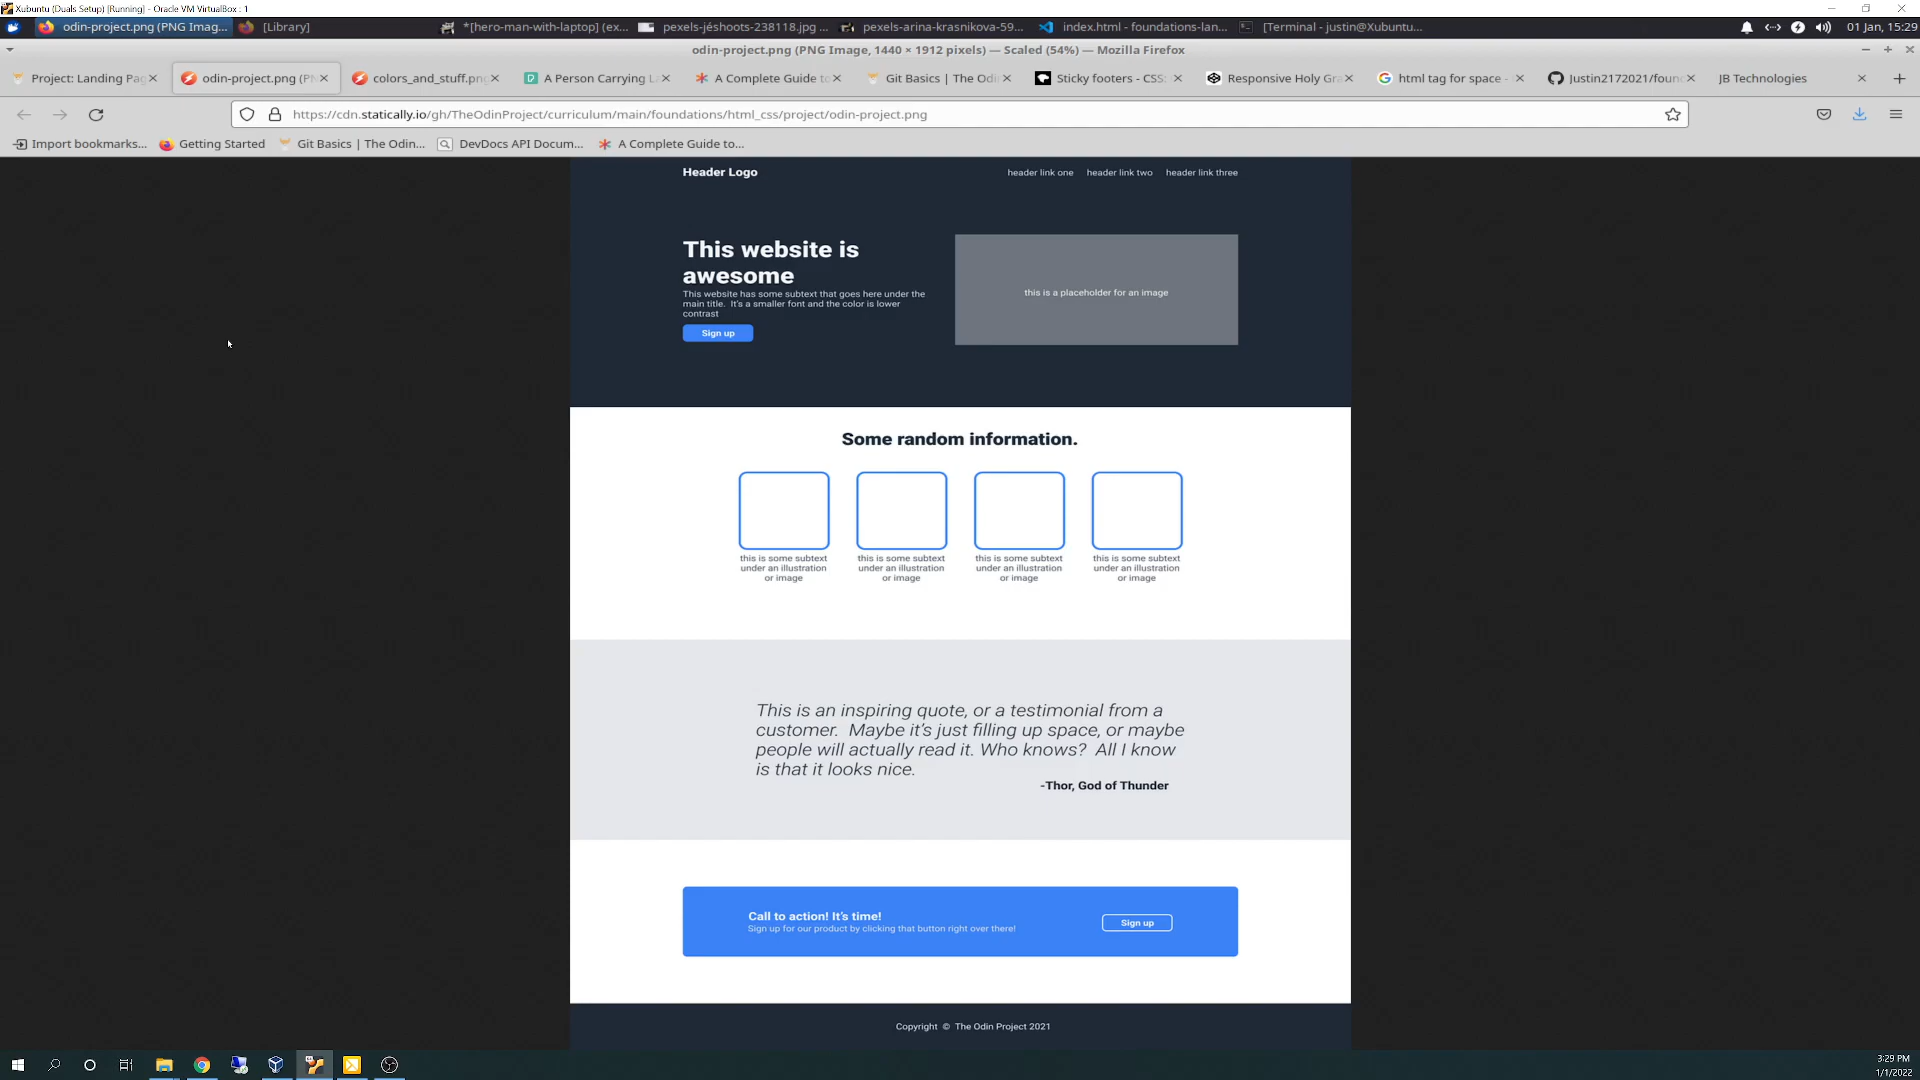 Xubuntu (Duals Setup) [Running] - Oracle VM VirtualBox : 1
odin-project.png (PNG Imag...
[Library]
*[hero-man-with-laptop] (ex...
pexels-jéshoots-238118.jpg ...
pexels-arina-krasnikova-59...
index.html - foundations-lan...
[Terminal - justin@Xubuntu...
01 Jan, 15:29
odin-project.png (PNG Image, 1440 × 1912 pixels) — Scaled (54%) — Mozilla Firefox
Project: Landing Pag
odin-project.png (PN
colors_and_stuff.png
A Person Carrying L
A Complete Guide to
Git Basics | The Odin
Sticky footers - CSS:
Responsive Holy Gra
html tag for space -
Justin2172021/foun
JB Technologies
https://cdn.statically.io/gh/TheOdinProject/curriculum/main/foundations/html_css/project/odin-project.png
Import bookmarks...
Getting Started
Git Basics | The Odin...
DevDocs API Docum...
A Complete Guide to...
Header Logo
header link one
header link two
header link three
This website is
awesome
This website has some subtext that goes here under the
main title.  It's a smaller font and the color is lower
contrast
Sign up
this is a placeholder for an image
Some random information.
this is some subtext
under an illustration
or image
this is some subtext
under an illustration
or image
this is some subtext
under an illustration
or image
this is some subtext
under an illustration
or image
This is an inspiring quote, or a testimonial from a
customer.  Maybe it's just filling up space, or maybe
people will actually read it. Who knows?  All I know
is that it looks nice.
-Thor, God of Thunder
Call to action! It's time!
Sign up for our product by clicking that button right over there!
Sign up
Copyright © The Odin Project 2021
3:29 PM
1/1/2022